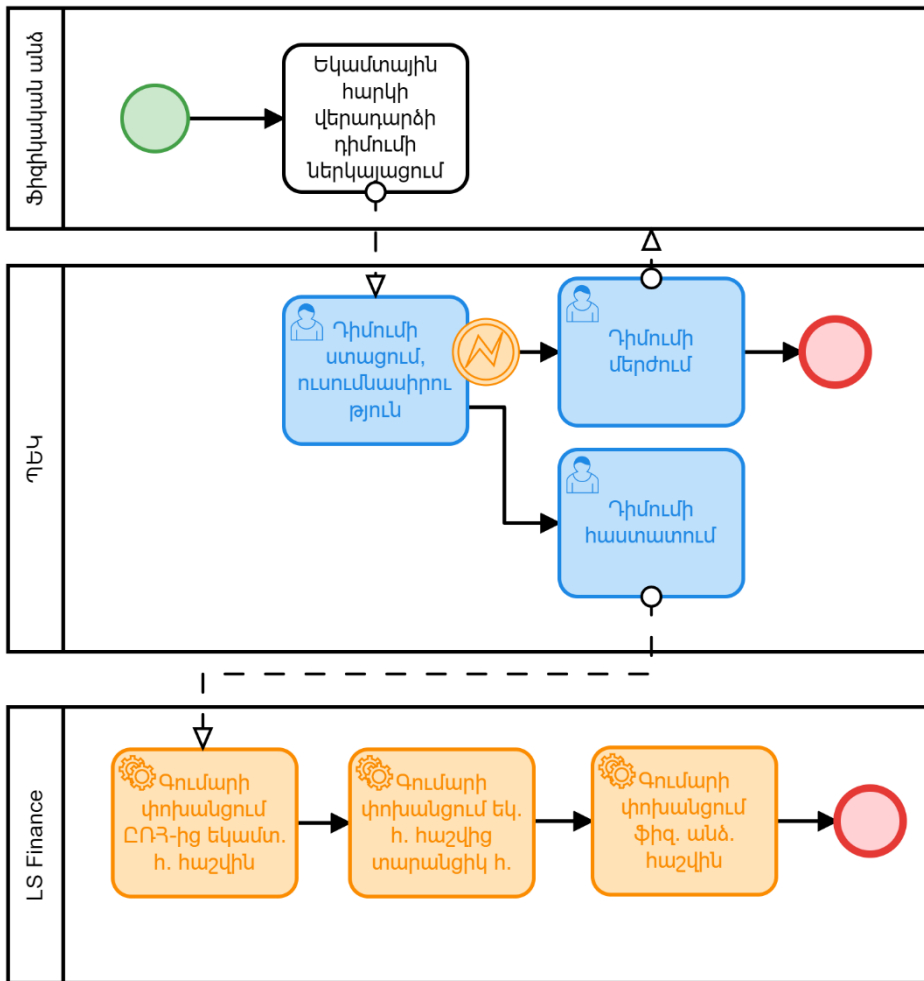 Ֆիզիկական անձ
Եկամտային
հարկի
վերադարձի
դիմումի
ներկայացում
ՊԵԿ
Դիմումի
ստացում,
ուսումնասիրու
թյուն
Դիմումի
մերժում
Դիմումի
հաստատում
LS Finance
Գումարի
փոխանցում
ԸՌՀ-ից եկամտ.
հ. հաշվին
Գումարի
փոխանցում եկ.
հ. հաշվից
տարանցիկ հ.
Գումարի
փոխանցում
ֆիզ. անձ.
հաշվին